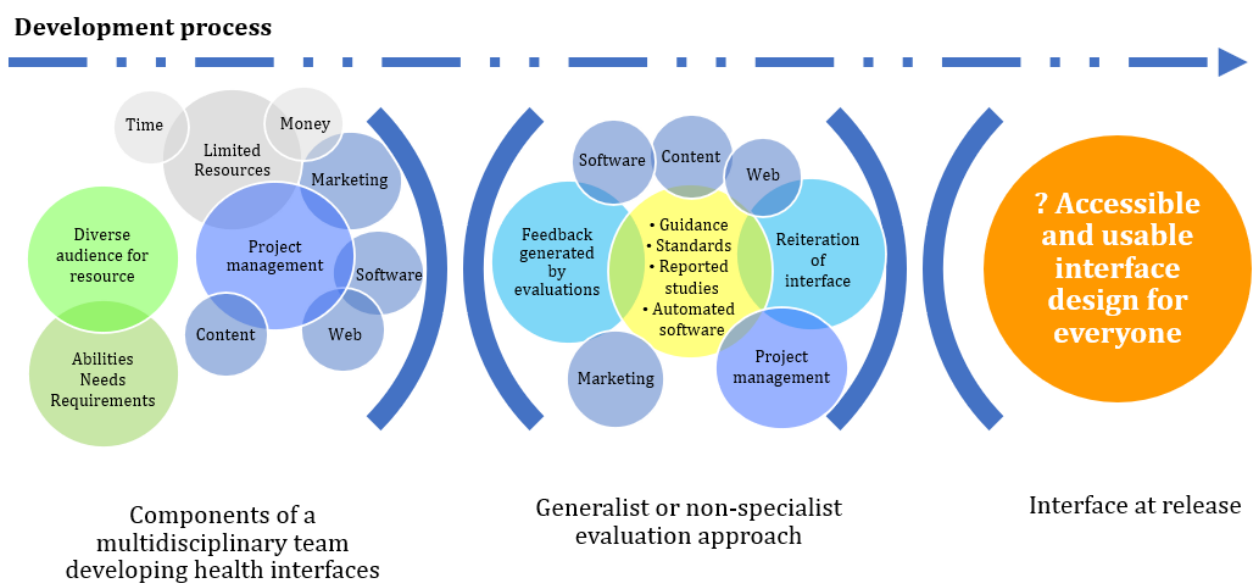 Development process
Time
Money
Limited
Resources
Marketing
Diverse
audience for
resource
Project
management
Software
Content
Web
Abilities
Needs
Requirements
Software
Content
Web
Feedback
generated
by
evaluations
• Guidance
• Standards
• Reported
studies
• Automated
software
Reiteration
of
interface
Marketing
Project
management
? Accessible
and usable
interface
design for
everyone
Components of a
multidisciplinary team
developing health interfaces
Generalist or non-specialist
evaluation approach
Interface at release